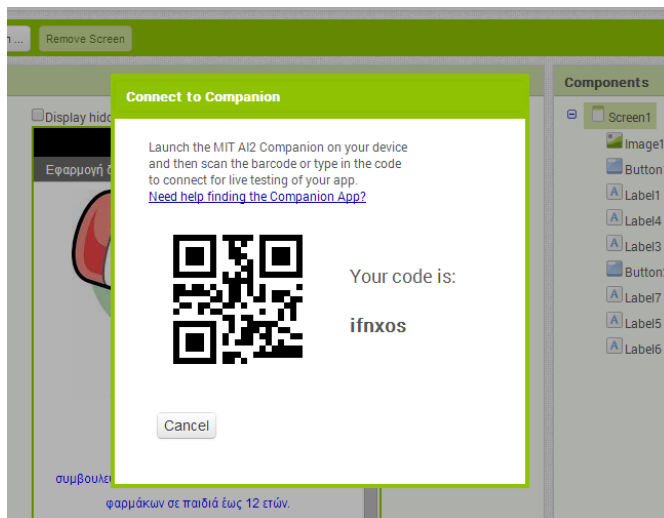 Remove Screen
Components
Connect to Companion
Screen1
Image1
Button
Label1
Label4
Label3
Button
Label7
Label5
Label6
Display
Εφαρμογή
Launch the MIT AI2 Companion on your device
and then scan the barcode or type in the code
to connect for live testing of your app.
Need help finding the Companion App?
Your code is:
ifnxos
Cancel
φαρμάκων σε παιδιά έως 12 ετών.